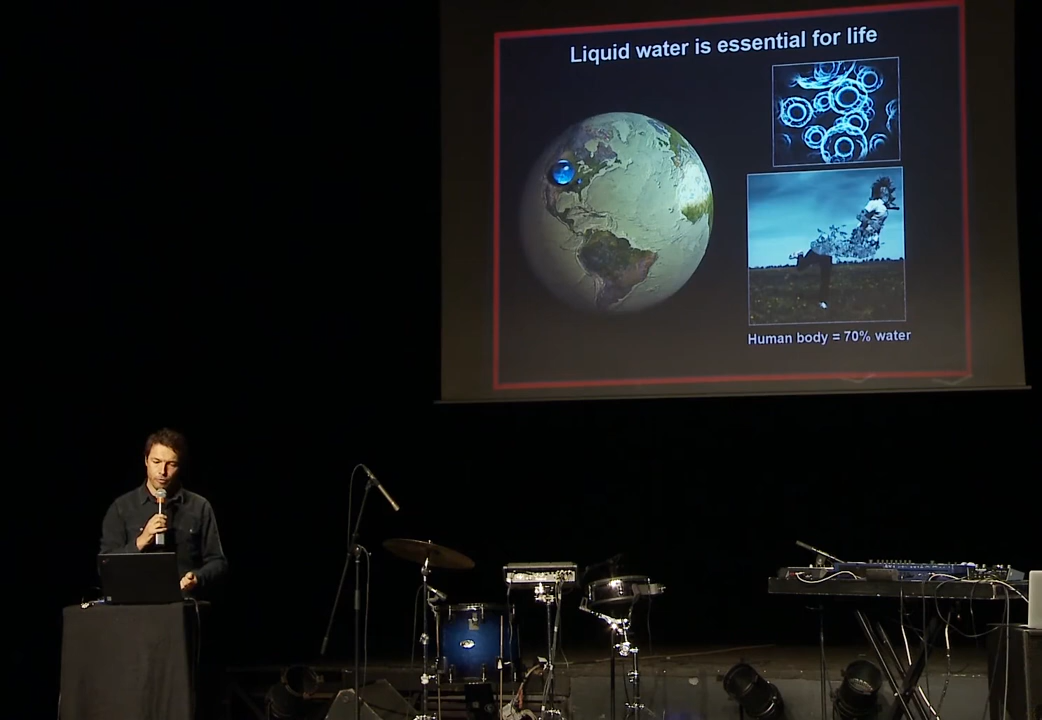 Liquid water is essential for life
Human body = 70% water